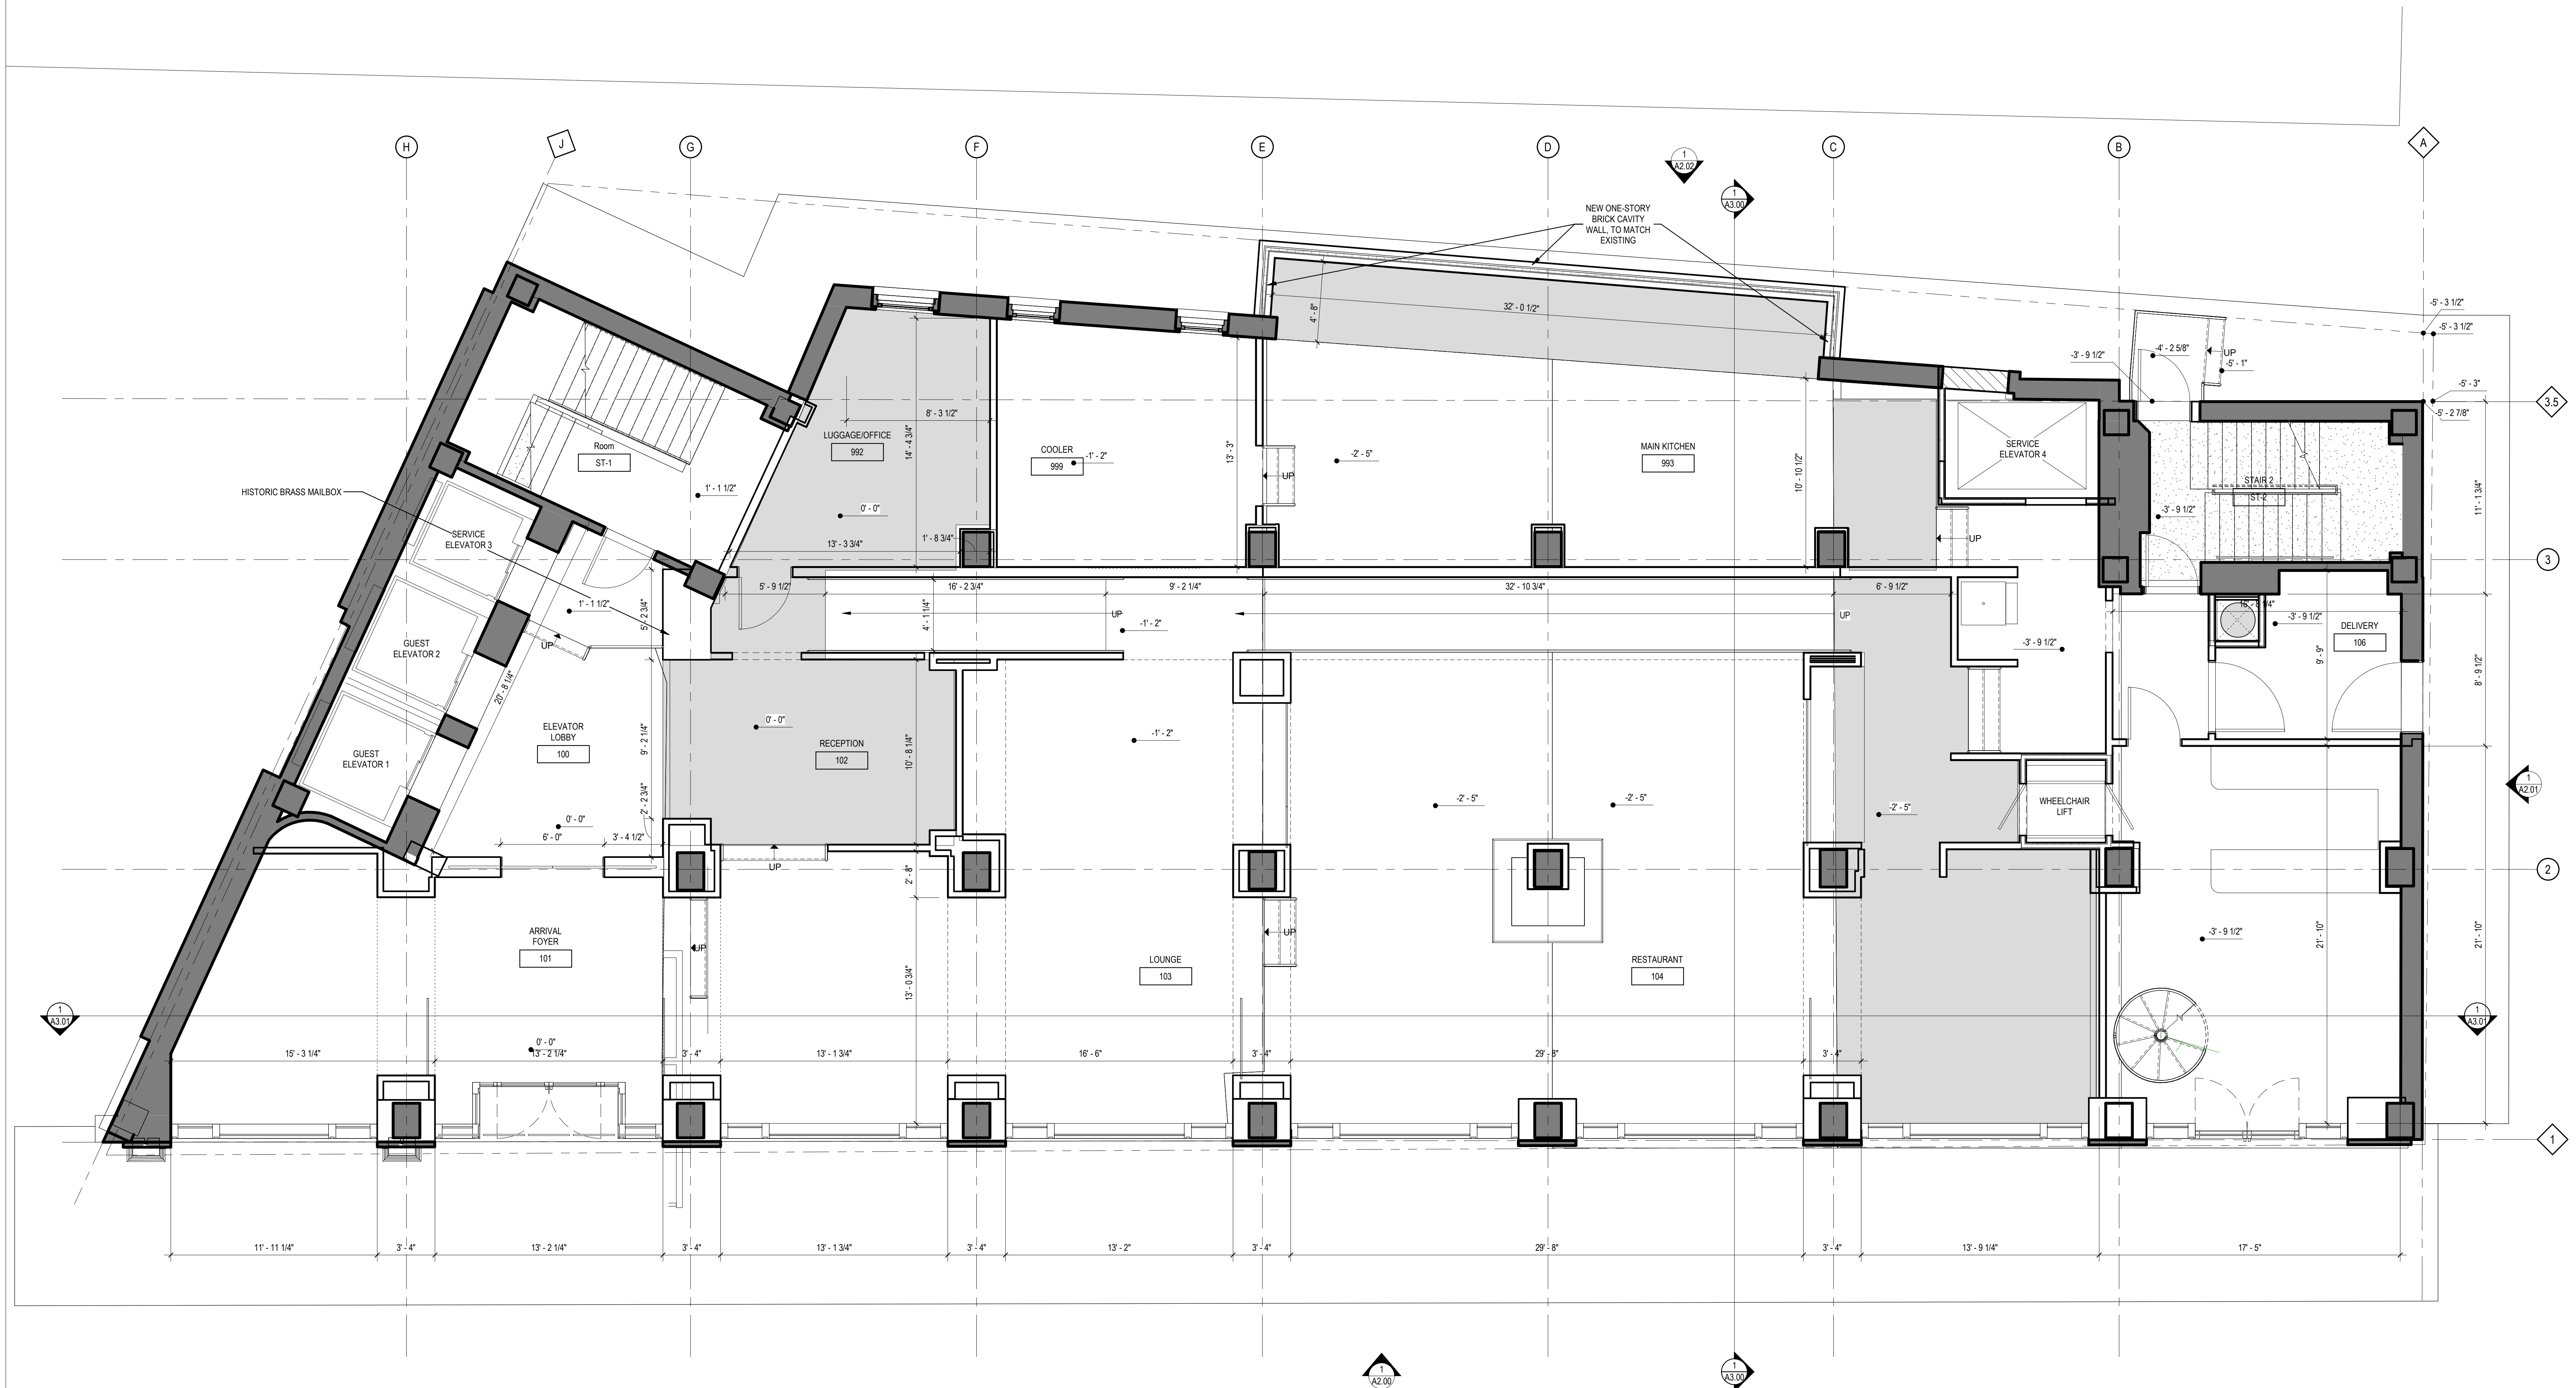 H
J
G
F
E
D
C
B
A
1
A2.02
1
A3.00
NEW ONE-STORY
BRICK CAVITY
WALL, TO MATCH
EXISTING
4' - 8"
32' - 0 1/2"
-5' - 3 1/2"
-5' - 3 1/2"
-3' - 9 1/2"
-4' - 2 5/8"
UP
-5' - 1"
-5' - 3"
-5' - 2 7/8"
3.5
8' - 3 1/2"
LUGGAGE/OFFICE
992
14' - 4 3/4"
COOLER
999
-1' - 2"
13' - 3"
-2' - 5"
UP
MAIN KITCHEN
993
10' - 10 1/2"
SERVICE
ELEVATOR 4
STAIR 2
ST-2
-3' - 9 1/2"
11' - 1 3/4"
Room
ST-1
HISTORIC BRASS MAILBOX
1' - 1 1/2"
0' - 0"
SERVICE
ELEVATOR 3
13' - 3 3/4"
1' - 8 3/4"
UP
3
5' - 9 1/2"
16' - 2 3/4"
9' - 2 1/4"
32' - 10 3/4"
6' - 9 1/2"
1' - 1 1/2"
5' - 2 3/4"
4' - 1 1/4"
UP
-1' - 2"
UP
16' - 8 1/4"
-3' - 9 1/2"
DELIVERY
106
9' - 9"
8' - 9 1/2"
-3' - 9 1/2"
GUEST
ELEVATOR 2
UP
20' - 8 1/4"
ELEVATOR
LOBBY
100
9' - 2 1/4"
0' - 0"
RECEPTION
102
10' - 8 1/4"
-1' - 2"
GUEST
ELEVATOR 1
2' - 2 3/4"
0' - 0"
6' - 0"
3' - 4 1/2"
-2' - 5"
-2' - 5"
-2' - 5"
WHEELCHAIR
LIFT
1
A2.01
UP
2' - 8"
2
ARRIVAL
FOYER
101
UP
13' - 0 3/4"
LOUNGE
103
UP
RESTAURANT
104
-3' - 9 1/2"
21' - 10"
21' - 10"
1
A3.01
1
A3.01
0' - 0"
15' - 3 1/4"
13' - 2 1/4"
3' - 4"
13' - 1 3/4"
16' - 6"
3' - 4"
29' - 8"
3' - 4"
1
11' - 11 1/4"
3' - 4"
13' - 2 1/4"
3' - 4"
13' - 1 3/4"
3' - 4"
13' - 2"
3' - 4"
29' - 8"
3' - 4"
13' - 9 1/4"
17' - 5"
1
A2.00
1
A3.00